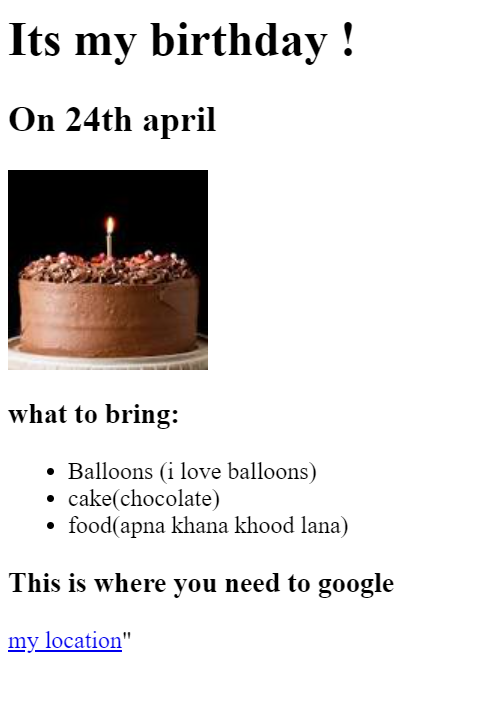 Its my birthday !
On 24th april
what to bring:
Balloons (i love balloons)
cake(chocolate)
food(apna khana khood lana)
This is where you need to google
my location"